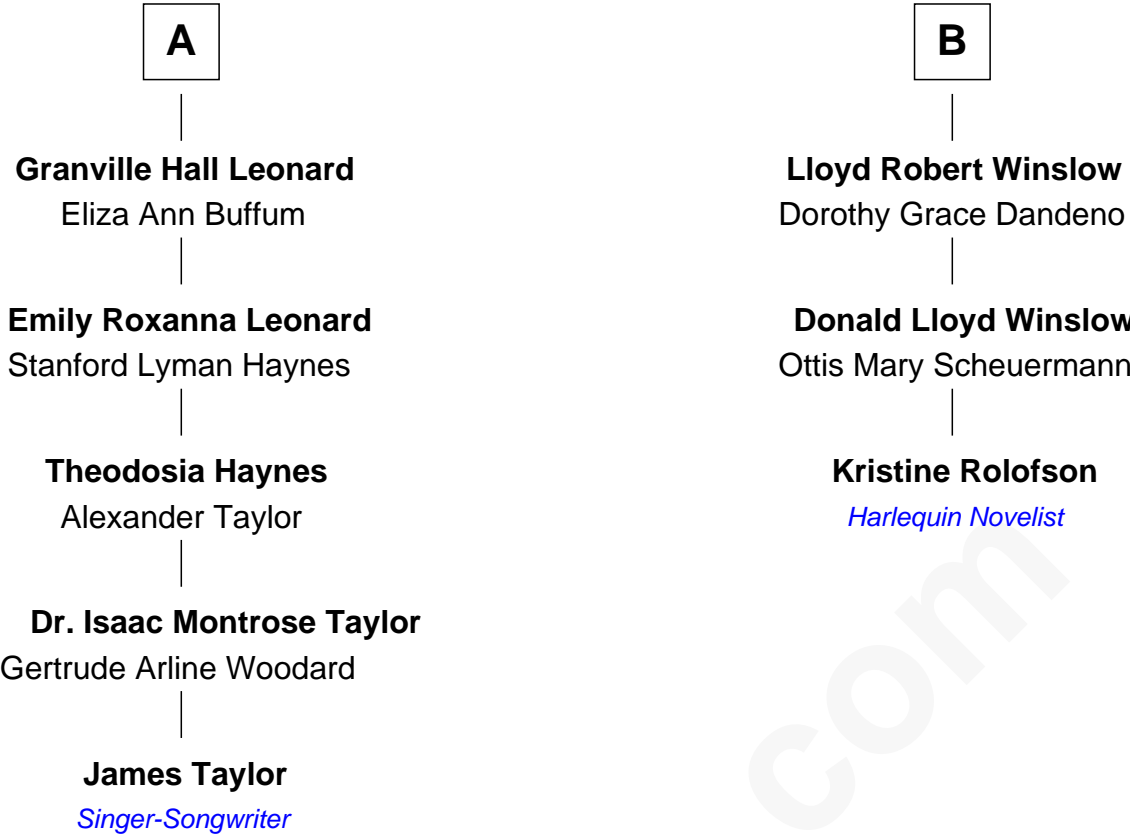 A
Granville Hall Leonard
Eliza Ann Buffum
Emily Roxanna Leonard
Stanford Lyman Haynes
Theodosia Haynes
Alexander Taylor
Dr. Isaac Montrose Taylor
Gertrude Arline Woodard
James Taylor
Singer-Songwriter
B
Lloyd Robert Winslow
Dorothy Grace Dandeno
Donald Lloyd Winslow
Ottis Mary Scheuermann
Kristine Rolofson
Harlequin Novelist
com